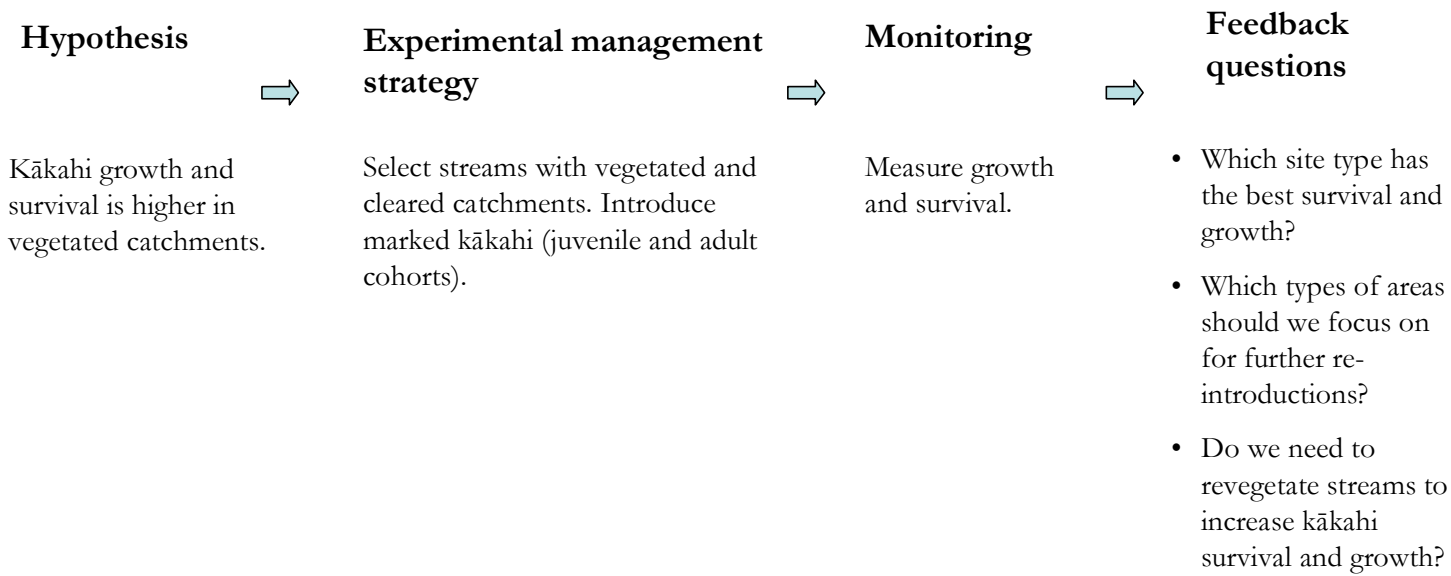 Hypothesis
Kākahi growth and
survival is higher in
vegetated catchments.
Experimental management
strategy
Select streams with vegetated and
cleared catchments. Introduce
marked kākahi (juvenile and adult
cohorts).
Monitoring
Measure growth
and survival.
Feedback
questions
• Which site type has
the best survival and
growth?
• Which types of areas
should we focus on
for further re-
introductions?
• Do we need to
revegetate streams to
increase kākahi
survival and growth?